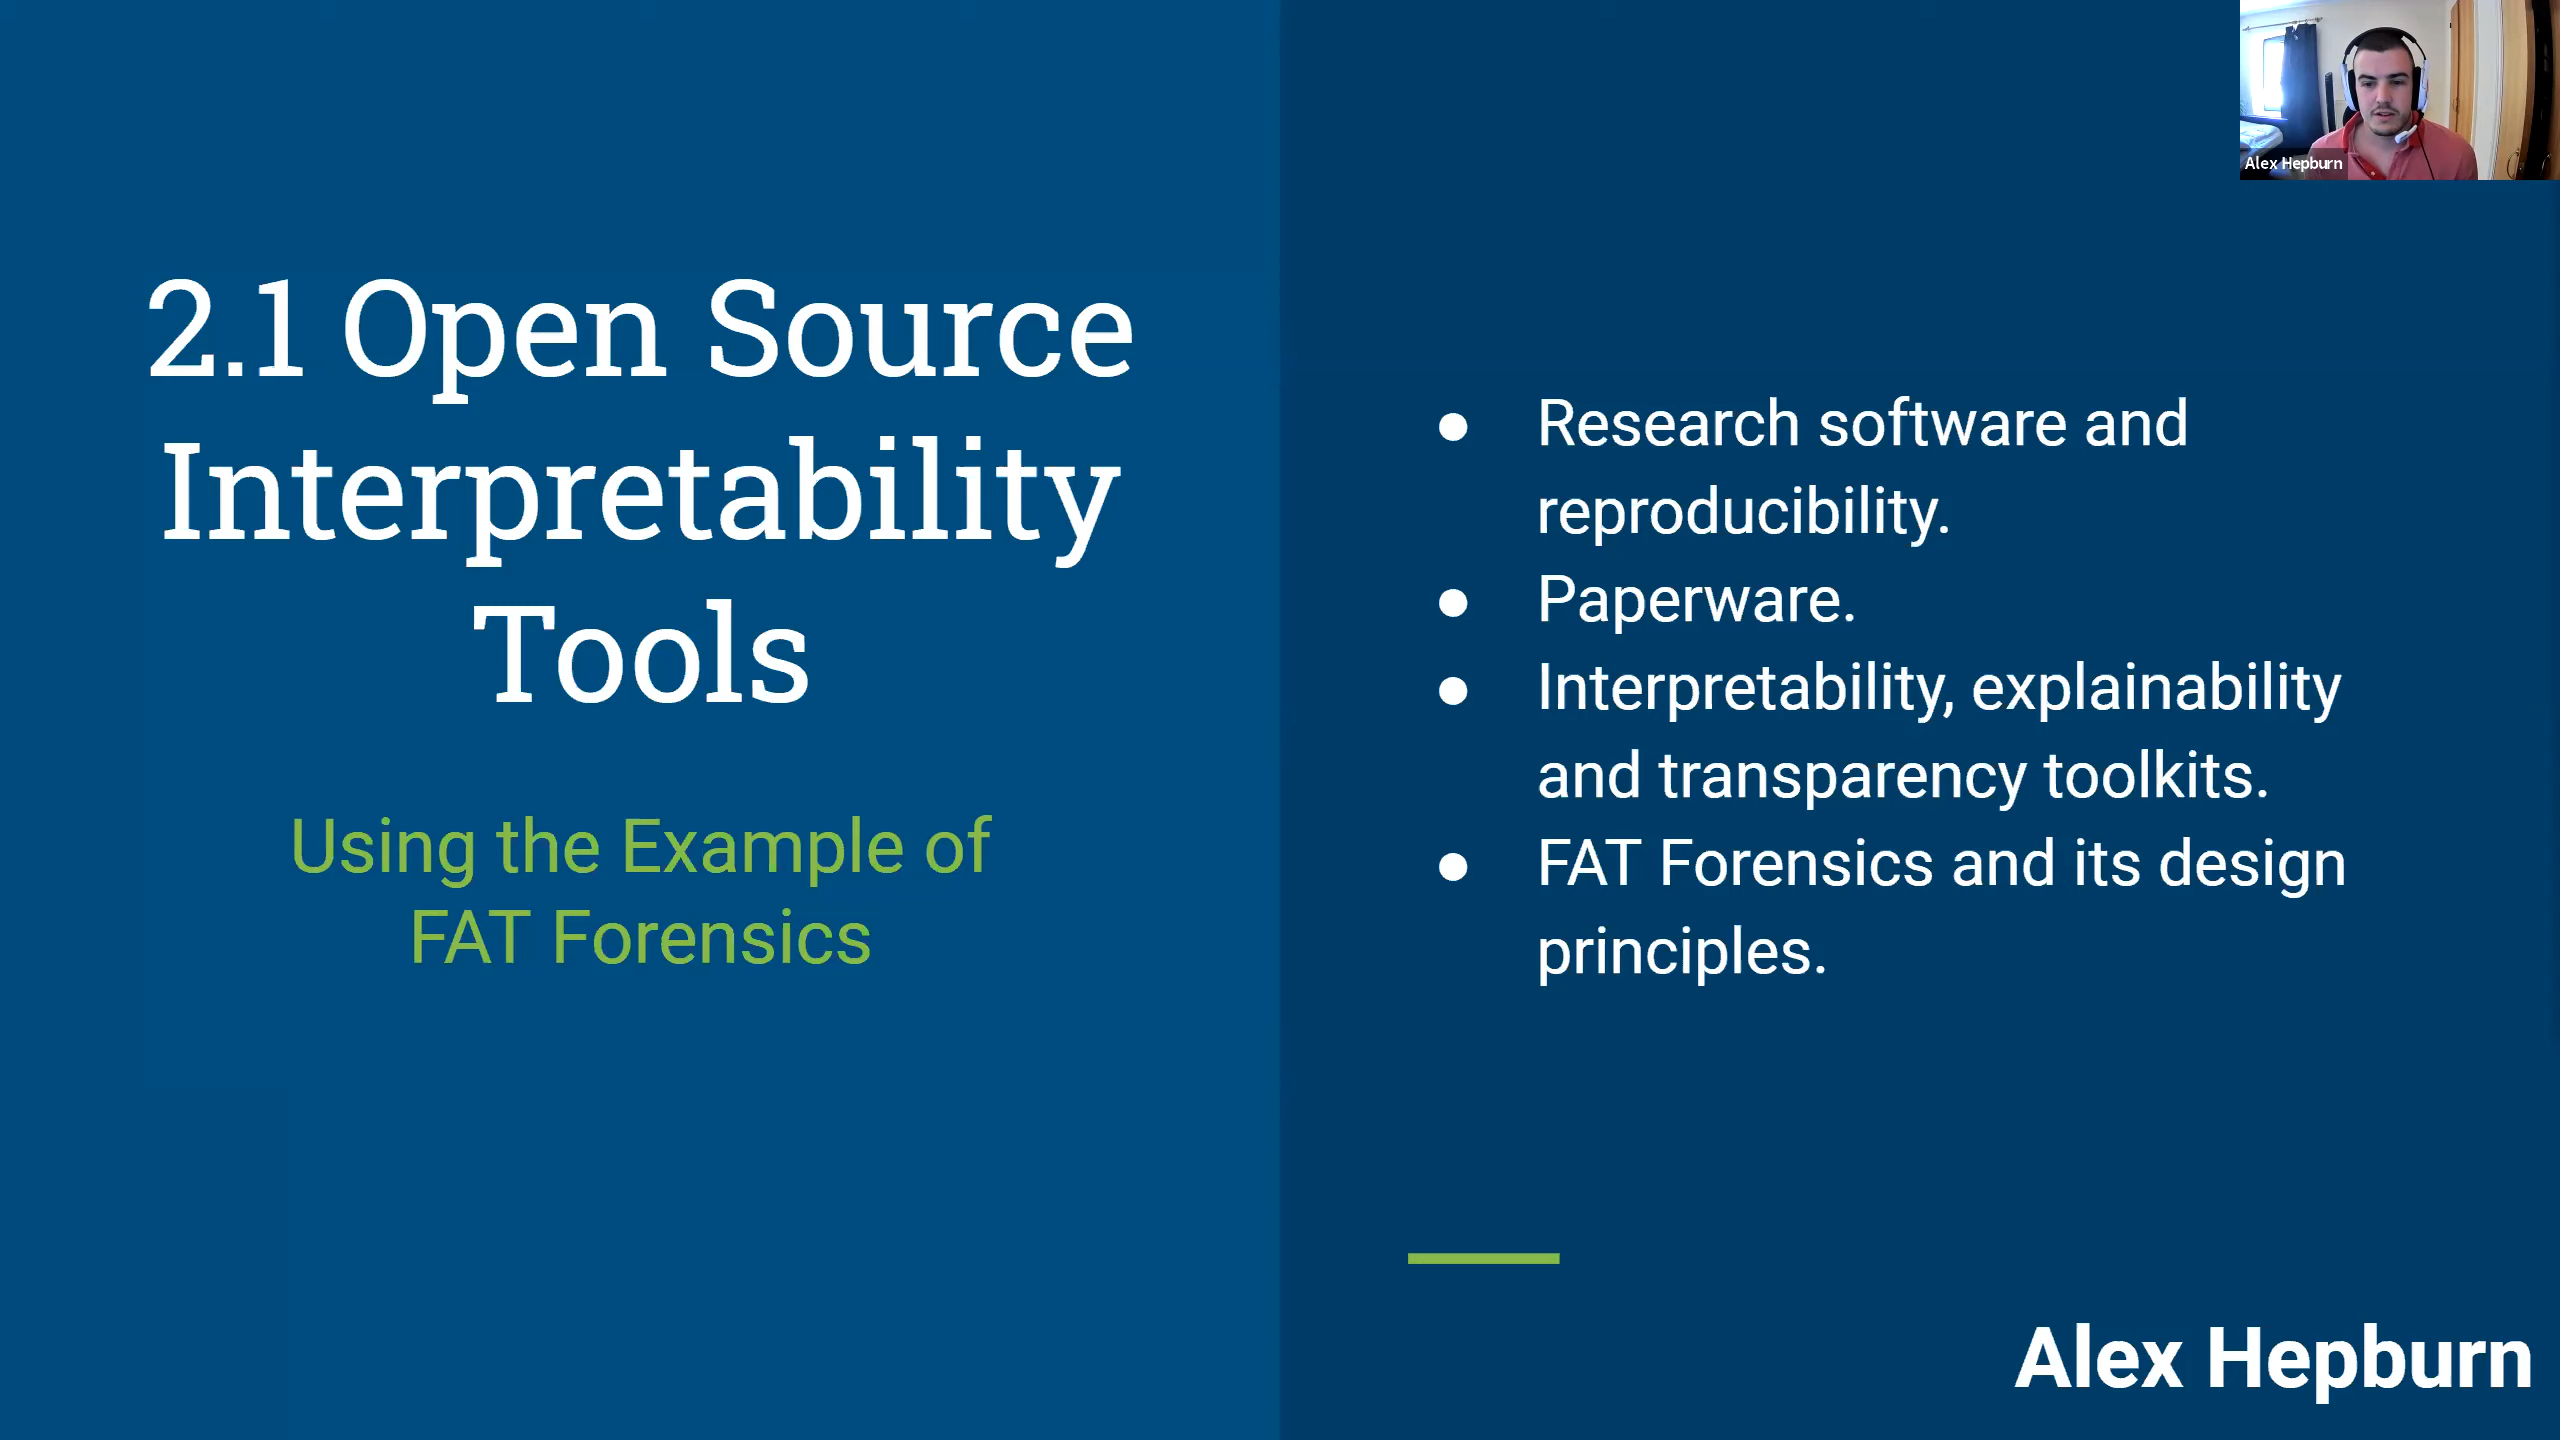 2.1 Open Source
Interpretability
Tools
Using the Example of
FAT Forensics
● Research software and
reproducibility.
● Paperware.
● Interpretability, explainability
and transparency toolkits.
● FAT Forensics and its design
principles.
Alex Hepburn
Alex Hepburn